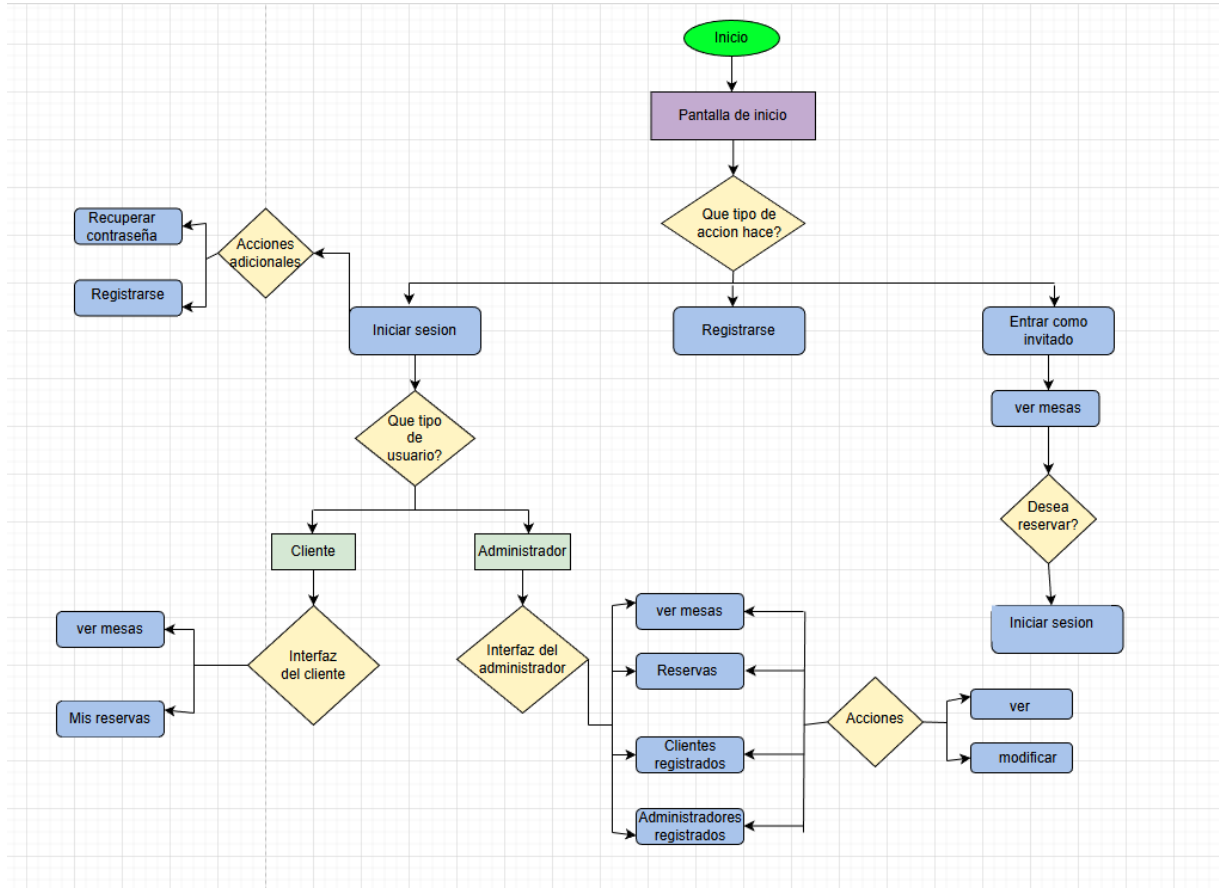 Inicio
Pantalla de inicio
Que tipo de
accion hace?
Recuperar
contraseña
Acciones
adicionales
Registrarse
Iniciar sesion
Registrarse
Entrar como
invitado
ver mesas
Que tipo
de
usuario?
Desea
reservar?
Cliente
Administrador
Iniciar sesion
ver mesas
Interfaz
del cliente
Mis reservas
Interfaz del
administrador
ver mesas
Reservas
Clientes
registrados
Administradores
registrados
Acciones
ver
modificar